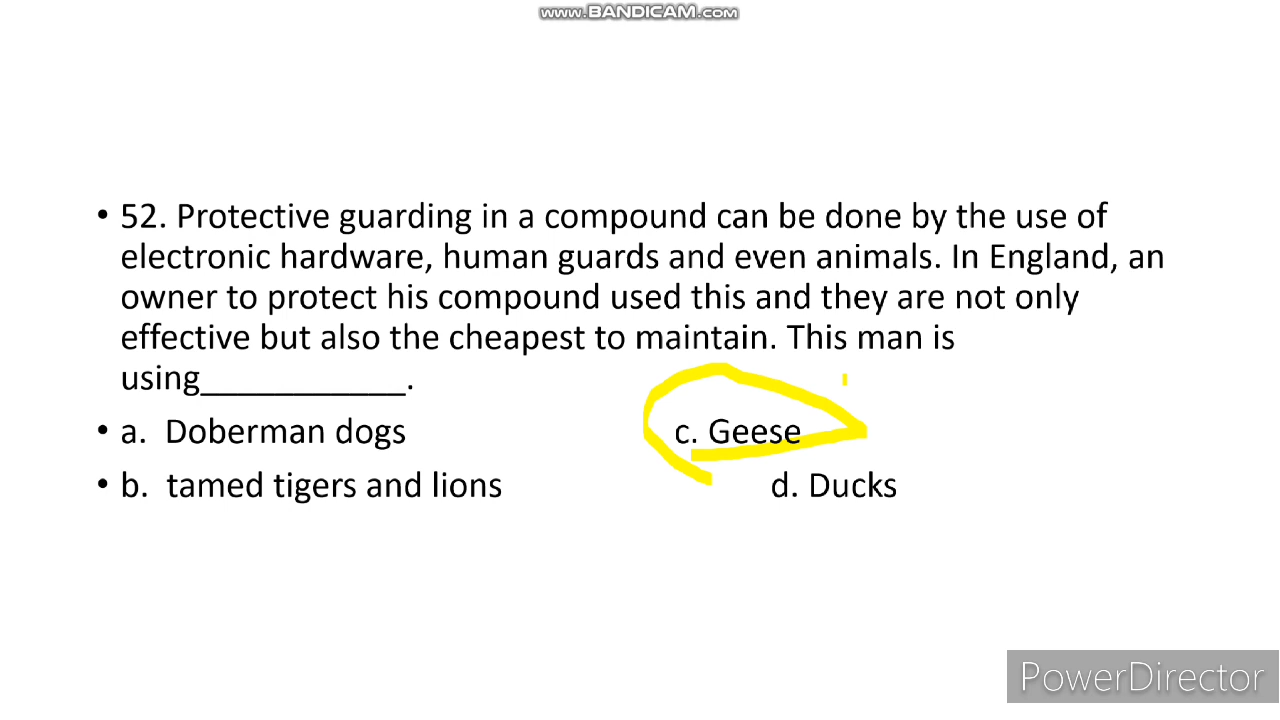 www.BANDICAM.com
• 52. Protective guarding in a compound can be done by the use of
electronic hardware, human guards and even animals. In England, an
owner to protect his compound used this and they are not only
effective but also the cheapest to maintain. This man is
using____________.
• a. Doberman dogs c. Geese
• b. tamed tigers and lions d. Ducks
PowerDirector